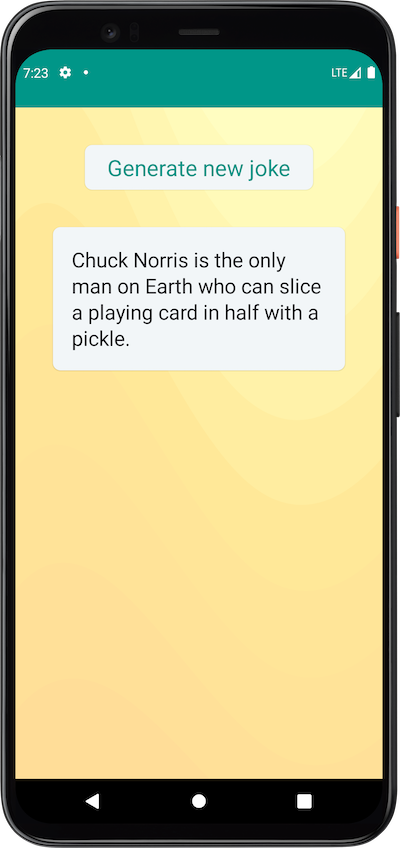 7:23
LTE
Generate new joke
Chuck Norris is the only
man on Earth who can slice
a playing card in half with a
pickle.